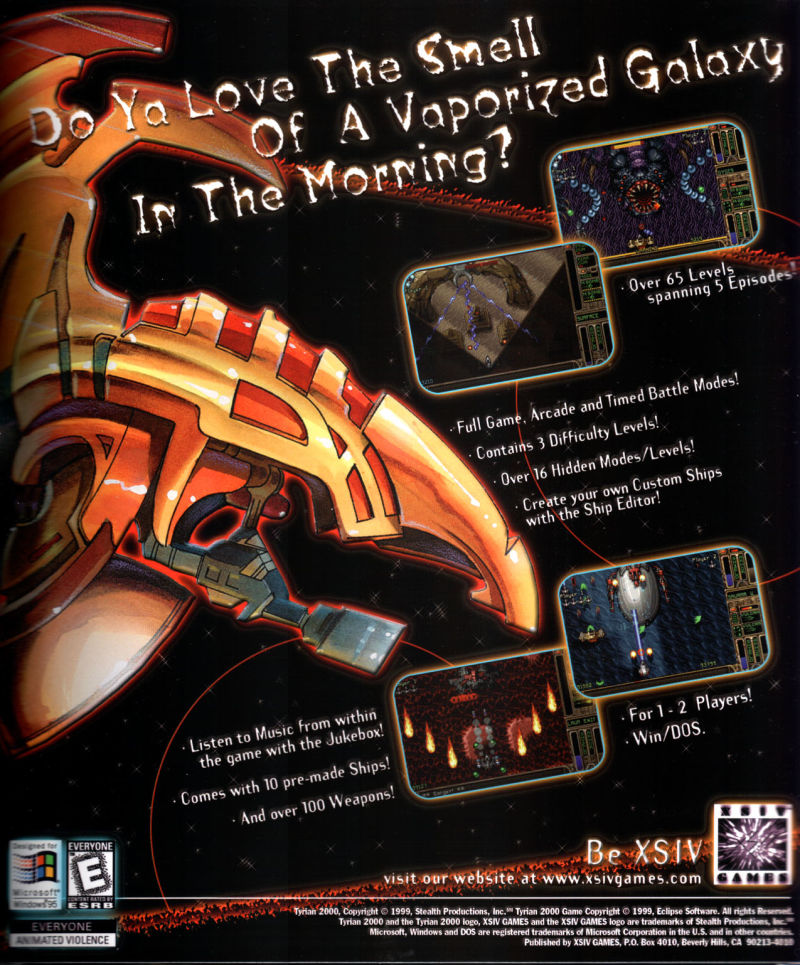 Do Ya Love The Smell
Of A Vaporized Galaxy
In The Morning?
· Over 65 Levels
spanning 5 Episodes
· Full Game, Arcade and Timed Battle Modes!
· Contains 3 Difficulty Levels!
· Over 16 Hidden Modes/Levels!
· Create your own Custom Ships
with the Ship Editor!
· Listen to Music from within
the game with the Jukebox!
· Comes with 10 pre-made Ships!
· And over 100 Weapons!
· For 1 - 2 Players!
· Win/DOS.
Be XSIV
visit our website at www.xsivgames.com
XSIV
GAMES
Designed for
Microsoft®
Windows®95
EVERYONE
E
CONTENT RATED BY
ESRB
EVERYONE
ANIMATED VIOLENCE
Tyrian 2000, Copyright © 1999, Stealth Productions, Inc.™ Tyrian 2000 Game Copyright © 1999, Eclipse Software. All rights Reserved.
Tyrian 2000 and the Tyrian 2000 logo, XSIV GAMES and the XSIV GAMES logo are trademarks of Stealth Productions, Inc.™
Microsoft, Windows and DOS are registered trademarks of Microsoft Corporation in the U.S. and in other countries.
Published by XSIV GAMES, P.O. Box 4010, Beverly Hills, CA 90213-4010